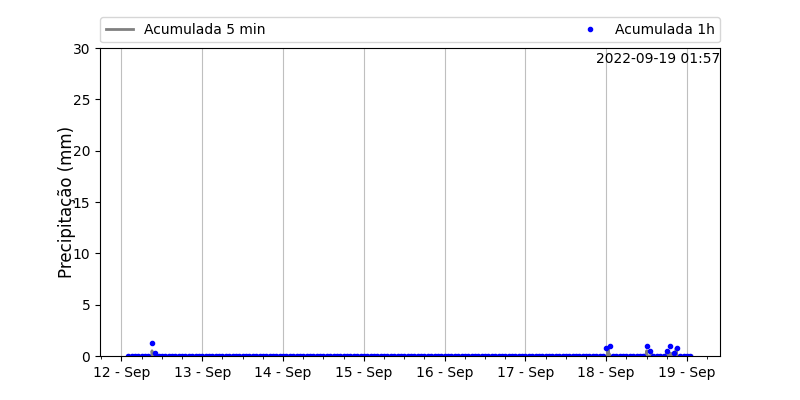 Acumulada 5 min
Acumulada 1h
2022-09-19 01:57
Precipitação (mm)
30
25
20
15
10
5
0
12 - Sep
13 - Sep
14 - Sep
15 - Sep
16 - Sep
17 - Sep
18 - Sep
19 - Sep